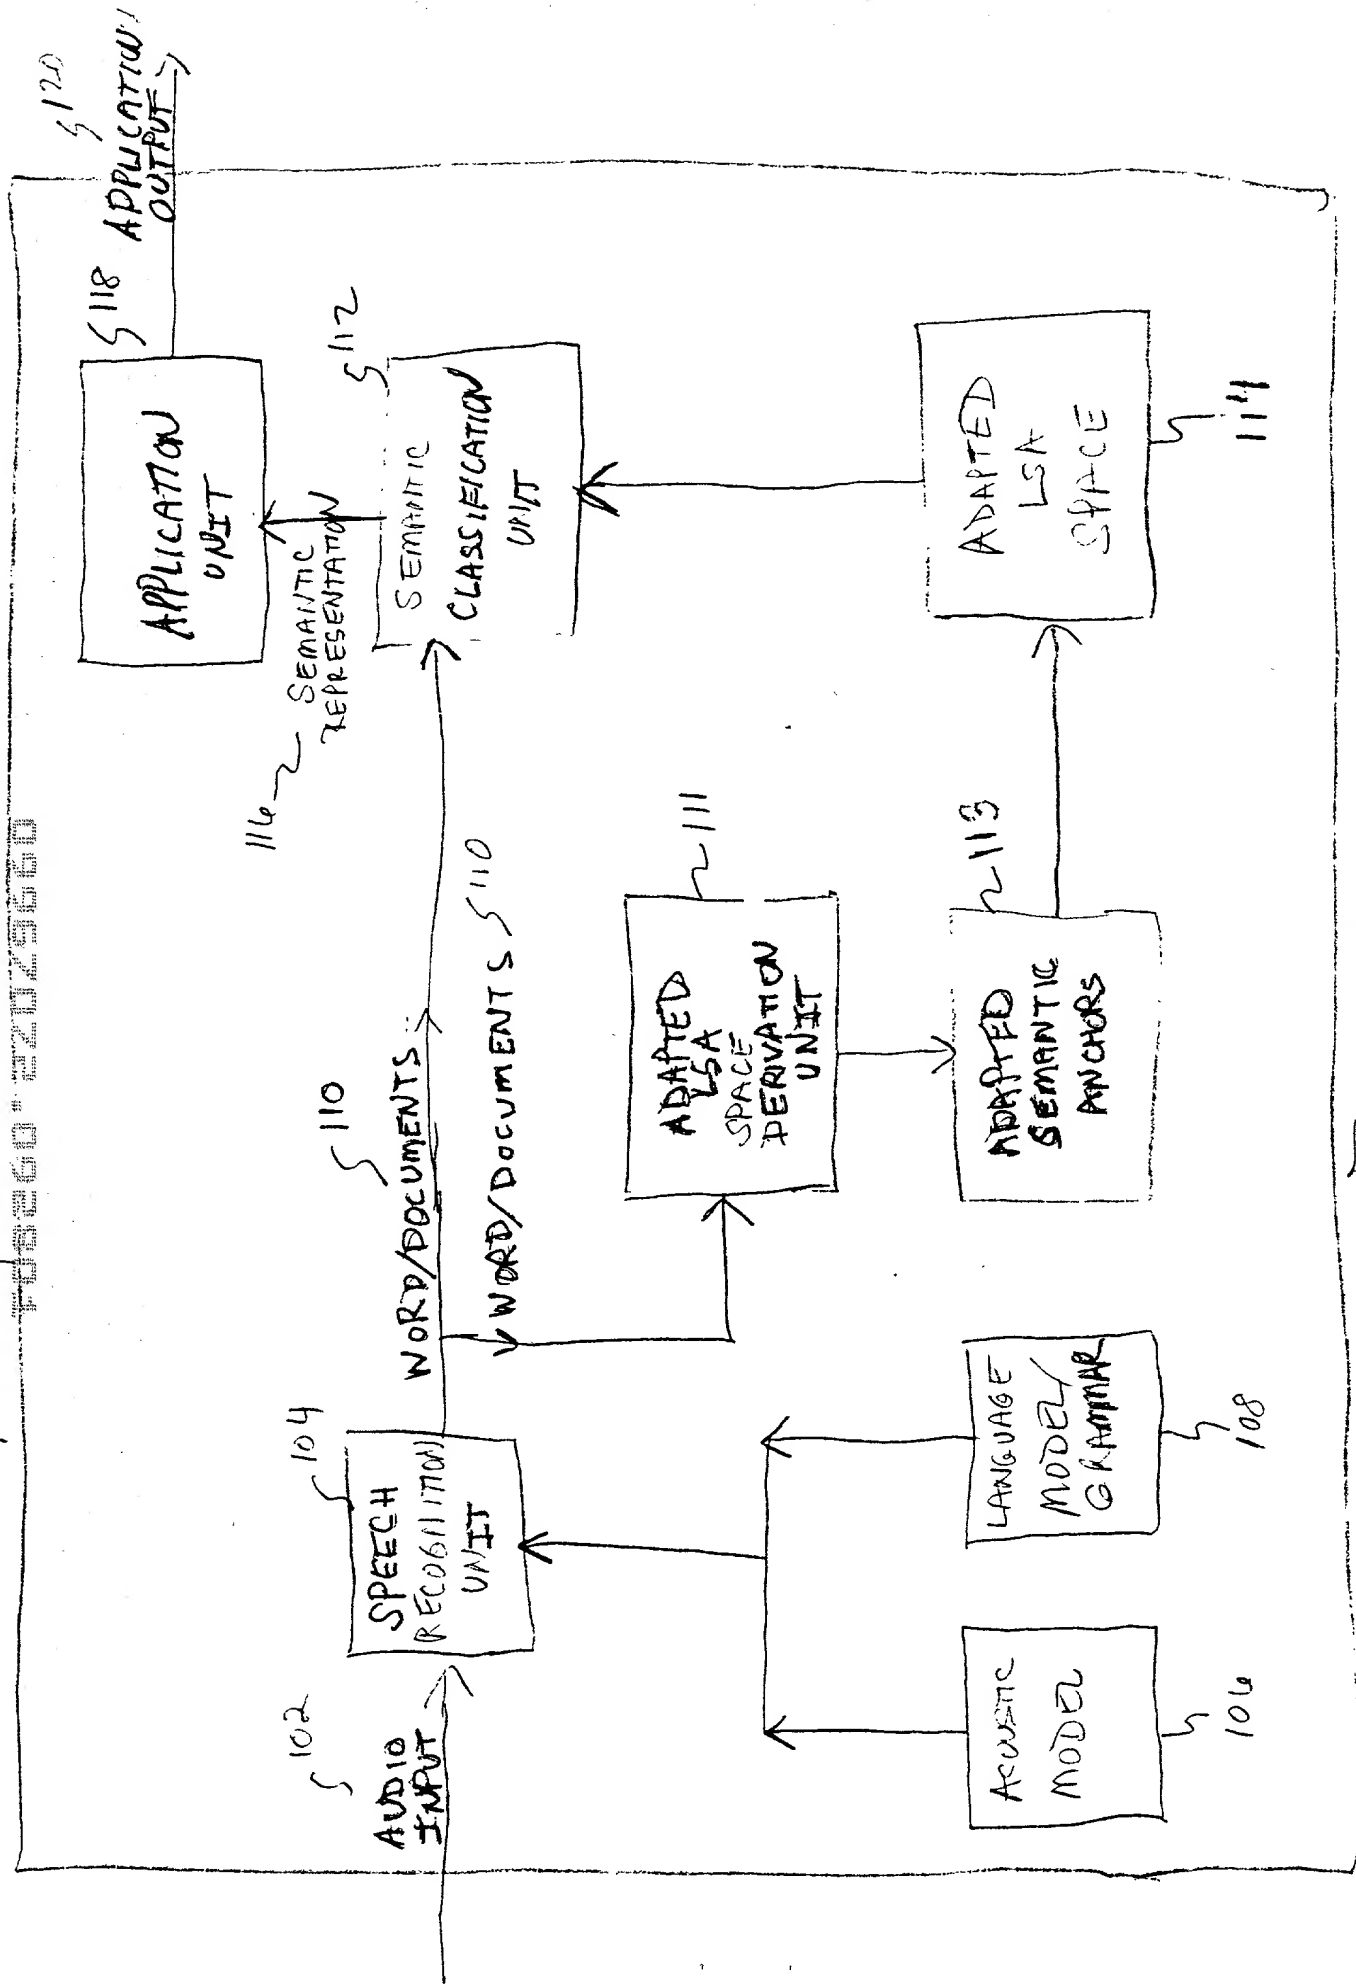 120
APPLICATION
OUTPUT
118
APPLICATION
UNIT
116
SEMANTIC
REPRESENTATION
112
SEMANTIC
CLASSIFICATION
UNIT
102
AUDIO
INPUT
104
SPEECH
RECOGNITION
UNIT
110
WORD/DOCUMENTS
WORD/DOCUMENTS
110
ADAPTED
LSA
SPACE
DERIVATION
UNIT
111
ADAPTED
SEMANTIC
ANCHORS
113
ADAPTED
LSA
SPACE
114
ACOUSTIC
MODEL
106
LANGUAGE
MODEL/
GRAMMAR
108